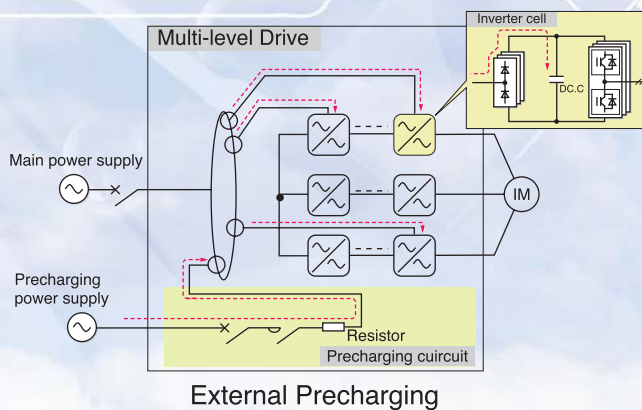 Multi-level Drive
Inverter cell
DC.C
Main power supply
IM
Precharging
power supply
Resistor
Precharging cuircuit
External Precharging